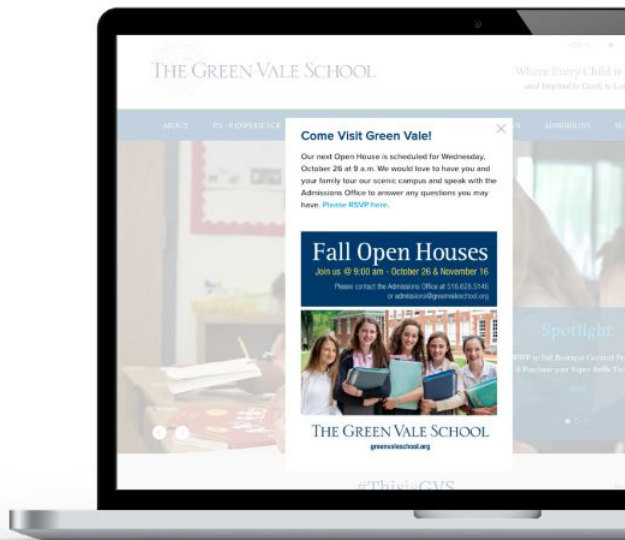 THE GREEN VALE SCHOOL
Where Every Child is
ABOUT
PN - 8 EXPERIENCE
ADMISSIONS
Come Visit Green Vale!
Our next Open House is scheduled for Wednesday,
October 26 at 9 a.m. We would love to have you and
your family tour our scenic campus and speak with the
Admissions Office to answer any questions you may
have. Please RSVP here.
Fall Open Houses
Join us @ 9:00 am - October 26 & November 16
Please contact the Admissions Office at 516.628.5146
or admissions@greenvaleschool.org
Spotlight
THE GREEN VALE SCHOOL
greenvaleschool.org
#ThisisGVS